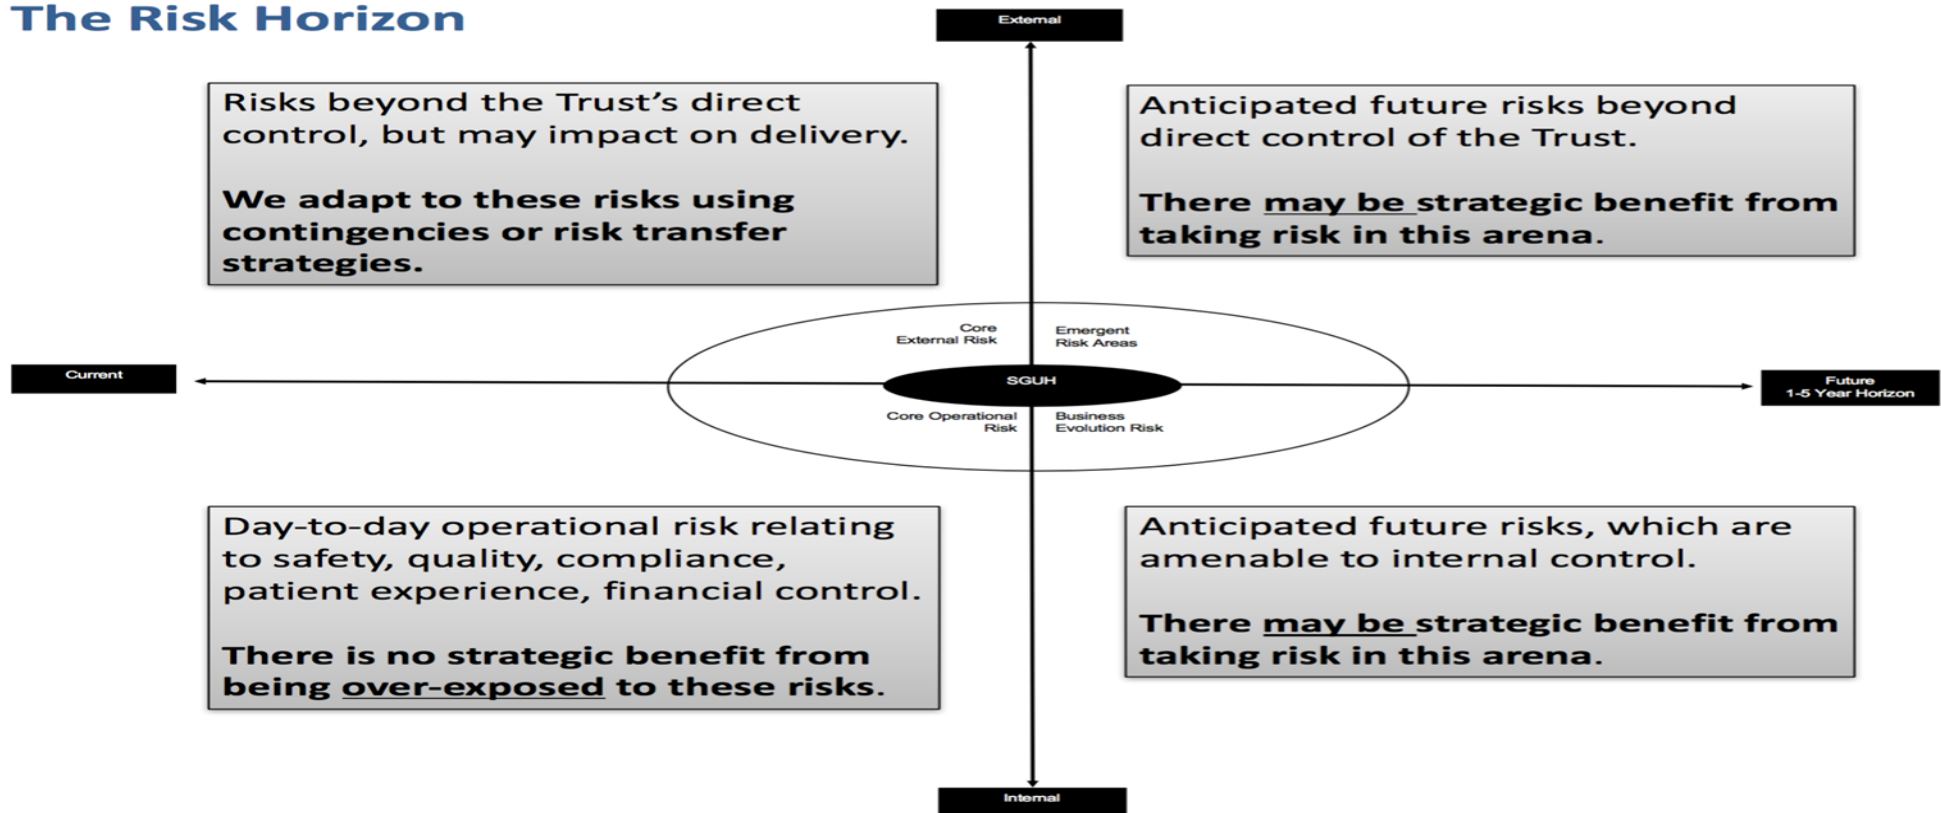 The Risk Horizon
External
Risks beyond the Trust’s direct
control, but may impact on delivery.
We adapt to these risks using
contingencies or risk transfer
strategies.
Anticipated future risks beyond
direct control of the Trust.
There may be strategic benefit from
taking risk in this arena.
Core
External Risk
Emergent
Risk Areas
Current
SGUH
Future
1-5 Year Horizon
Core Operational
Risk
Business
Evolution Risk
Day-to-day operational risk relating
to safety, quality, compliance,
patient experience, financial control.
There is no strategic benefit from
being over-exposed to these risks.
Anticipated future risks, which are
amenable to internal control.
There may be strategic benefit from
taking risk in this arena.
Internal